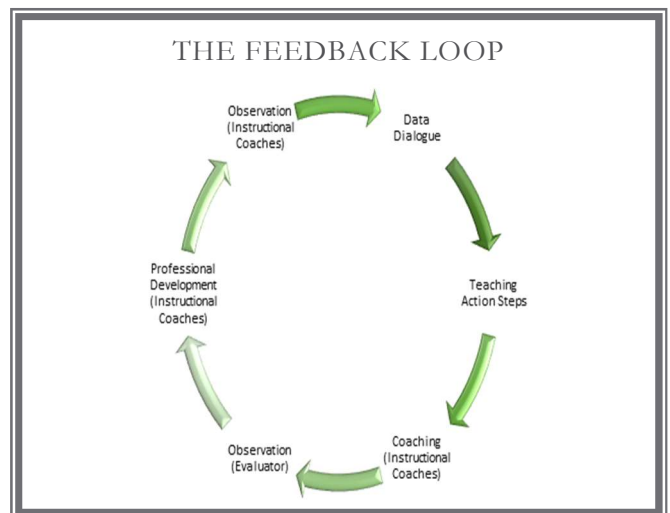 THE FEEDBACK LOOP
Observation
(Instructional
Coaches)
Data
Dialogue
Teaching
Action Steps
Coaching
(Instructional
Coaches)
Observation
(Evaluator)
Professional
Development
(Instructional
Coaches)